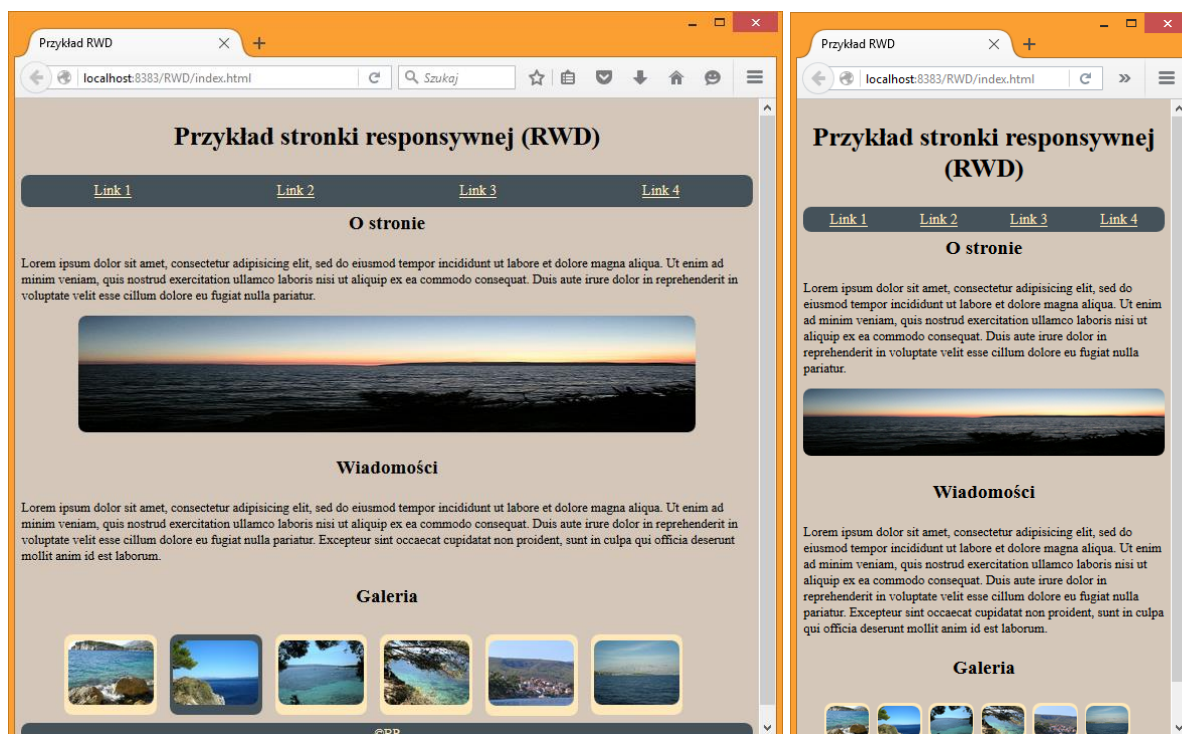 Przykład RWD
localhost:8383/RWD/index.html
Szukaj
Przykład stronki responsywnej (RWD)
Link 1 Link 2 Link 3 Link 4
O stronie
Lorem ipsum dolor sit amet, consectetur adipisicing elit, sed do eiusmod tempor incididunt ut labore et dolore magna aliqua. Ut enim ad
minim veniam, quis nostrud exercitation ullamco laboris nisi ut aliquip ex ea commodo consequat. Duis aute irure dolor in reprehenderit in
voluptate velit esse cillum dolore eu fugiat nulla pariatur.
Wiadomości
Lorem ipsum dolor sit amet, consectetur adipisicing elit, sed do eiusmod tempor incididunt ut labore et dolore magna aliqua. Ut enim ad
minim veniam, quis nostrud exercitation ullamco laboris nisi ut aliquip ex ea commodo consequat. Duis aute irure dolor in reprehenderit in
voluptate velit esse cillum dolore eu fugiat nulla pariatur. Excepteur sint occaecat cupidatat non proident, sunt in culpa qui officia deserunt
mollit anim id est laborum.
Galeria
Przykład RWD
localhost:8383/RWD/index.html
Przykład stronki responsywnej
(RWD)
Link 1 Link 2 Link 3 Link 4
O stronie
Lorem ipsum dolor sit amet, consectetur adipisicing elit, sed do
eiusmod tempor incididunt ut labore et dolore magna aliqua. Ut enim
ad minim veniam, quis nostrud exercitation ullamco laboris nisi ut
aliquip ex ea commodo consequat. Duis aute irure dolor in
reprehenderit in voluptate velit esse cillum dolore eu fugiat nulla
pariatur.
Wiadomości
Lorem ipsum dolor sit amet, consectetur adipisicing elit, sed do
eiusmod tempor incididunt ut labore et dolore magna aliqua. Ut enim
ad minim veniam, quis nostrud exercitation ullamco laboris nisi ut
aliquip ex ea commodo consequat. Duis aute irure dolor in
reprehenderit in voluptate velit esse cillum dolore eu fugiat nulla
pariatur. Excepteur sint occaecat cupidatat non proident, sunt in culpa
qui officia deserunt mollit anim id est laborum.
Galeria